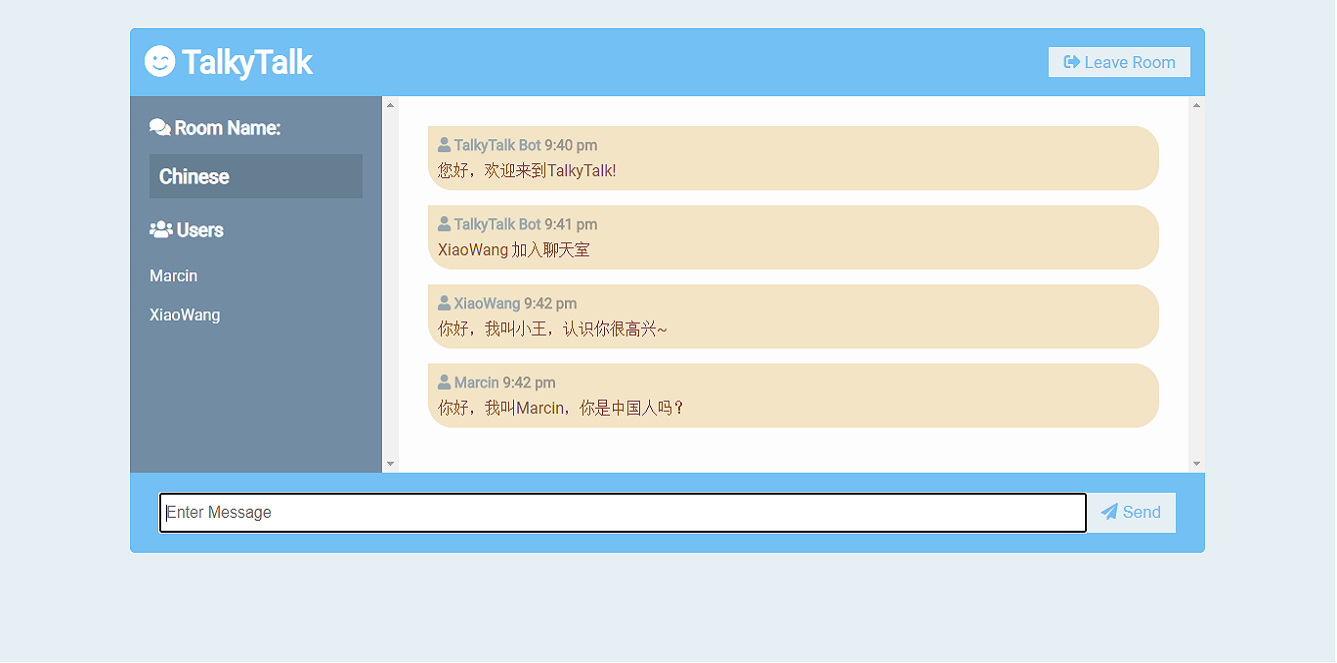 TalkyTalk
Leave Room
Room Name:
Chinese
Users
Marcin
XiaoWang
TalkyTalk Bot 9:40 pm
您好，欢迎来到TalkyTalk!
TalkyTalk Bot 9:41 pm
XiaoWang 加入聊天室
XiaoWang 9:42 pm
你好，我叫小王，认识你很高兴~
Marcin 9:42 pm
你好，我叫Marcin，你是中国人吗？
Enter Message
Send